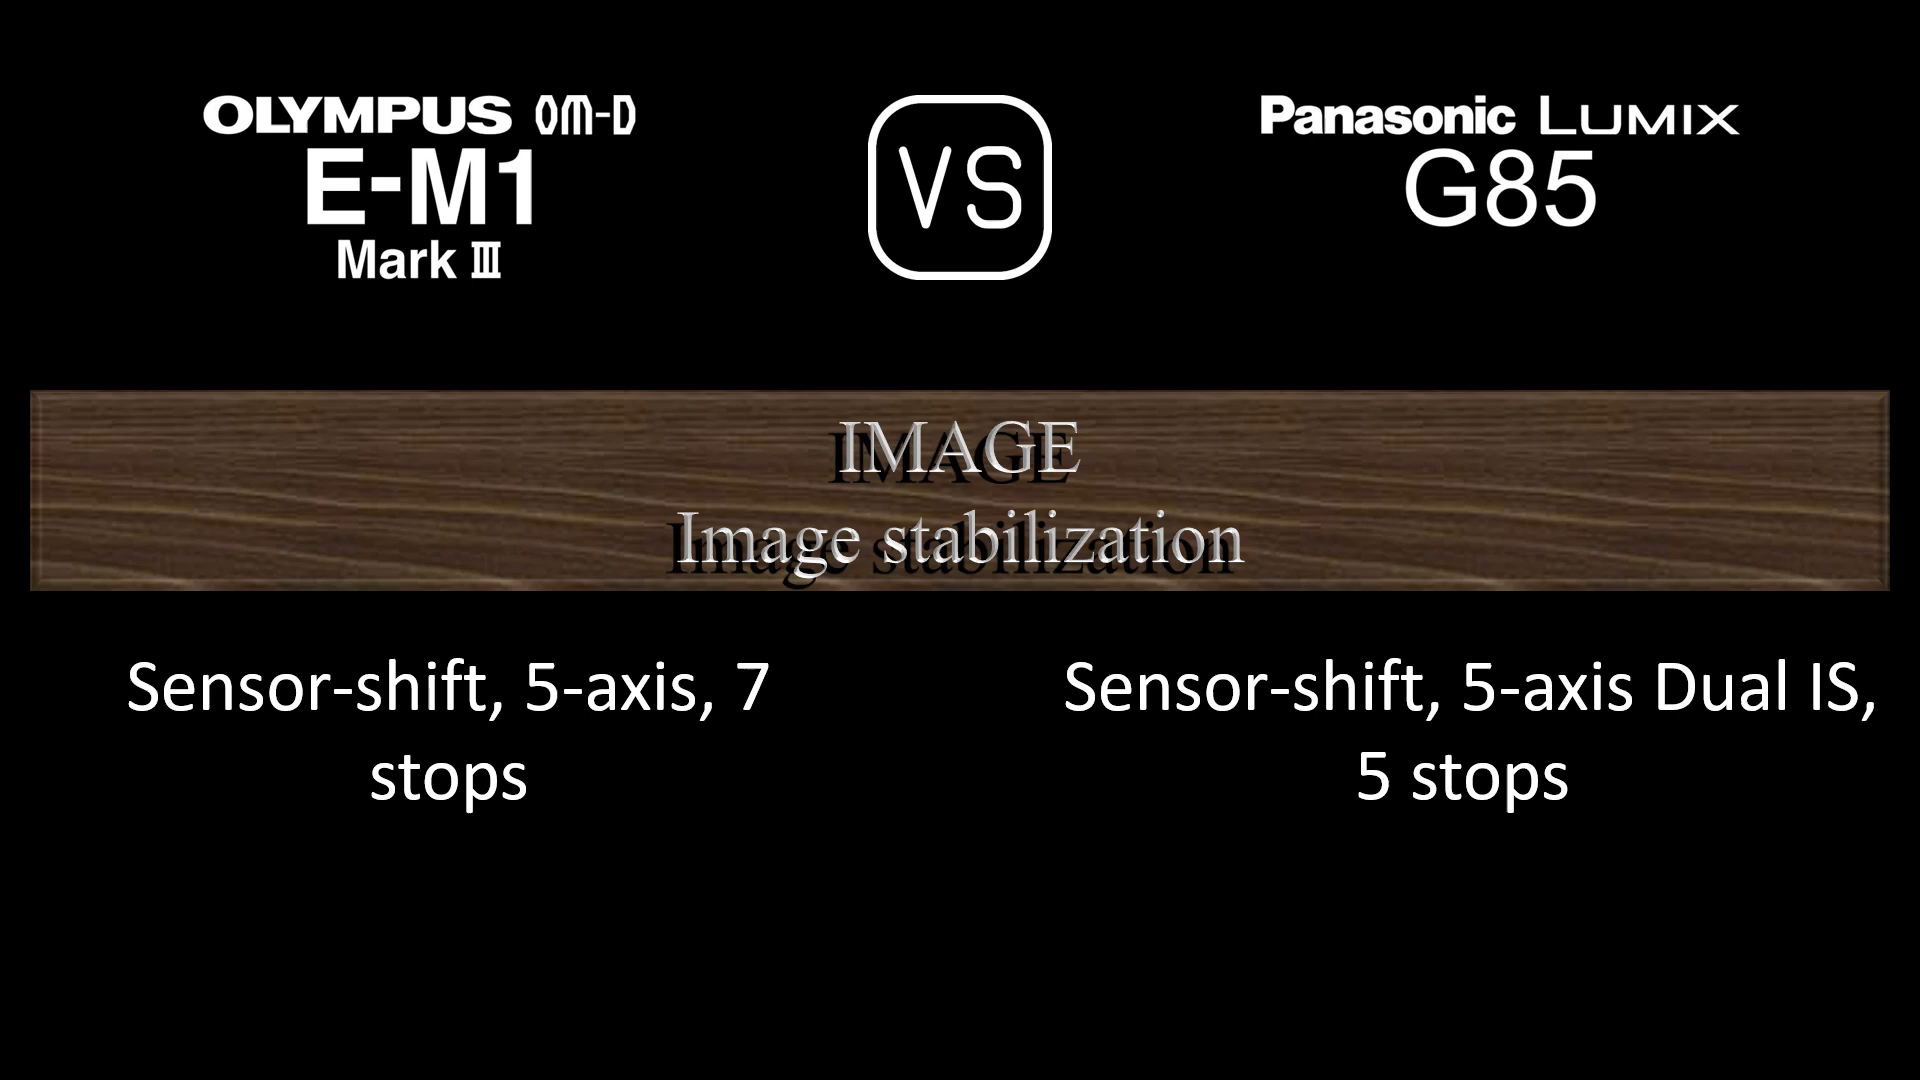 OLYMPUS OM-D
E-M1
Mark III
VS
Panasonic LUMIX
G85
IMAGE
Image stabilization
Sensor-shift, 5-axis, 7
stops
Sensor-shift, 5-axis Dual IS,
5 stops